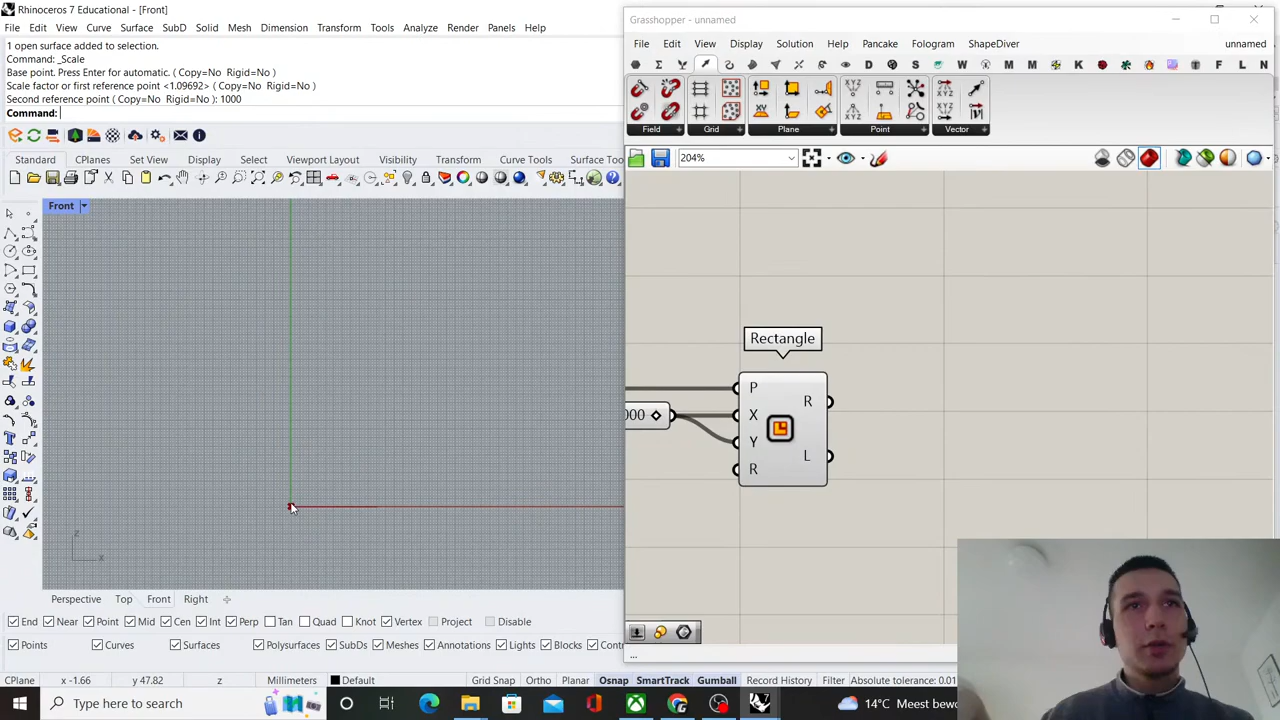 Rhinoceros 7 Educational - [Front]
File Edit View Curve Surface SubD Solid Mesh Dimension Transform Tools Analyze Render Panels Help
1 open surface added to selection.
Command: _Scale
Base point. Press Enter for automatic. ( Copy=No Rigid=No )
Scale factor or first reference point <1.09692> ( Copy=No Rigid=No )
Second reference point ( Copy=No Rigid=No ): 1000
Command:
Standard CPlanes Set View Display Select Viewport Layout Visibility Transform Curve Tools Surface Too
Front
z
x
Perspective Top Front Right
End Near Point Mid Cen Int Perp Tan Quad Knot Vertex Project Disable
Points Curves Surfaces Polysurfaces SubDs Meshes Annotations Lights Blocks Contr
CPlane x -1.66 y 47.82 z Millimeters Default Grid Snap Ortho Planar Osnap SmartTrack Gumball Record History Filter Absolute tolerance: 0.01
Grasshopper - unnamed
File Edit View Display Solution Help Pancake Fologram ShapeDiver unnamed
Field Grid Plane Point Vector
204%
Rectangle
P
R
000
X
Y
L
R
...
Type here to search
14°C Meest bewo